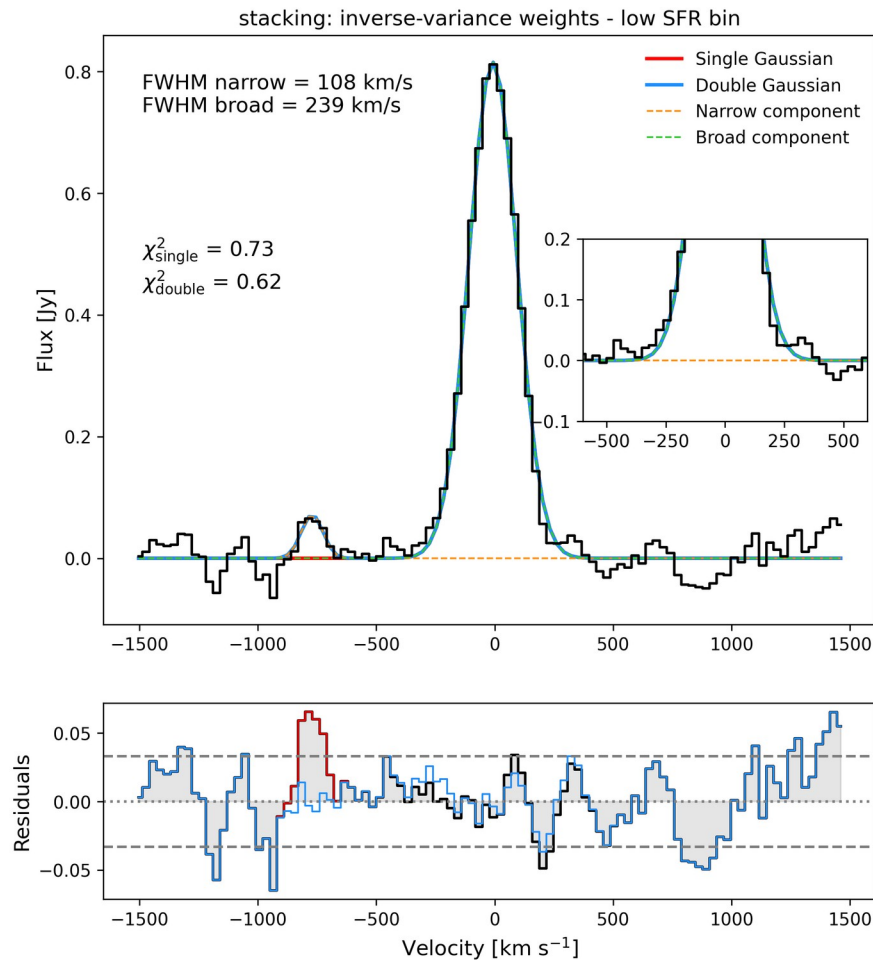 stacking: inverse-variance weights - low SFR bin
FWHM narrow = 108 km/s
FWHM broad = 239 km/s
Single Gaussian
Double Gaussian
Narrow component
Broad component
χ²single = 0.73
χ²double = 0.62
Flux [Jy]
0.8
0.6
0.4
0.2
0.0
0.2
0.1
0.0
−0.1
−500 −250 0 250 500
−1500 −1000 −500 0 500 1000 1500
Residuals
0.05
0.00
−0.05
−1500 −1000 −500 0 500 1000 1500
Velocity [km s⁻¹]